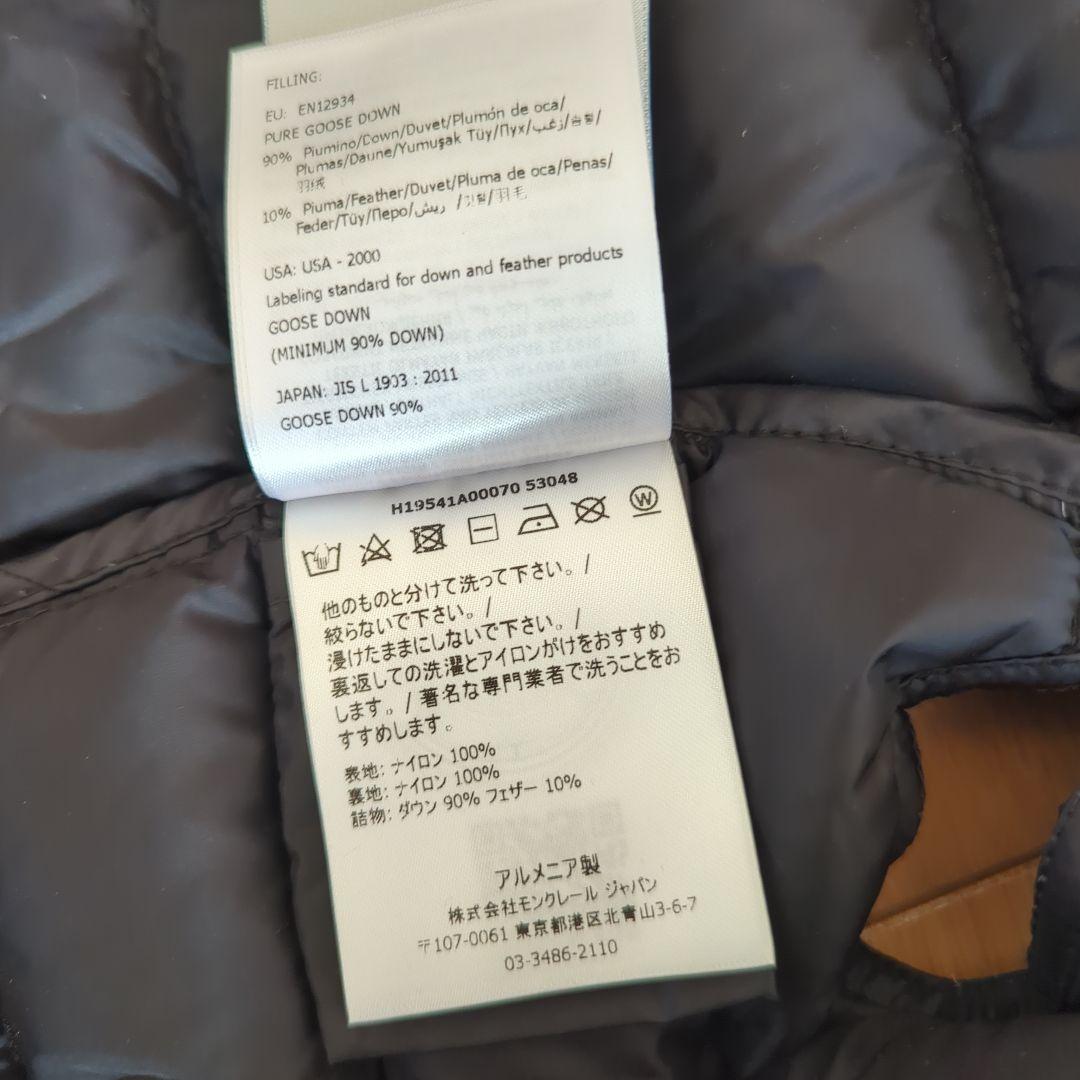 FILLING:
EU: EN12934
PURE GOOSE DOWN
90% Piumino/Down/Duvet/Plumón de oca/
Plumas/Daune/Yumuşak Tüy/Пух/زغب/솜털/
羽绒
10% Piuma/Feather/Duvet/Pluma de oca/Penas/
Feder/Tüy/Перо/ريش /깃털/羽毛
USA: USA - 2000
Labeling standard for down and feather products
GOOSE DOWN
(MINIMUM 90% DOWN)
JAPAN: JIS L 1903 : 2011
GOOSE DOWN 90%
H19541A00070 53048
W
他のものと分けて洗って下さい。/
絞らないで下さい。/
浸けたままにしないで下さい。/
裏返しての洗濯とアイロンがけをおすすめ
します。/ 著名な専門業者で洗うことをお
すすめします。
表地: ナイロン 100%
裏地: ナイロン 100%
詰物: ダウン 90% フェザー 10%
アルメニア製
株式会社モンクレール ジャパン
〒107-0061 東京都港区北青山3-6-7
03-3486-2110